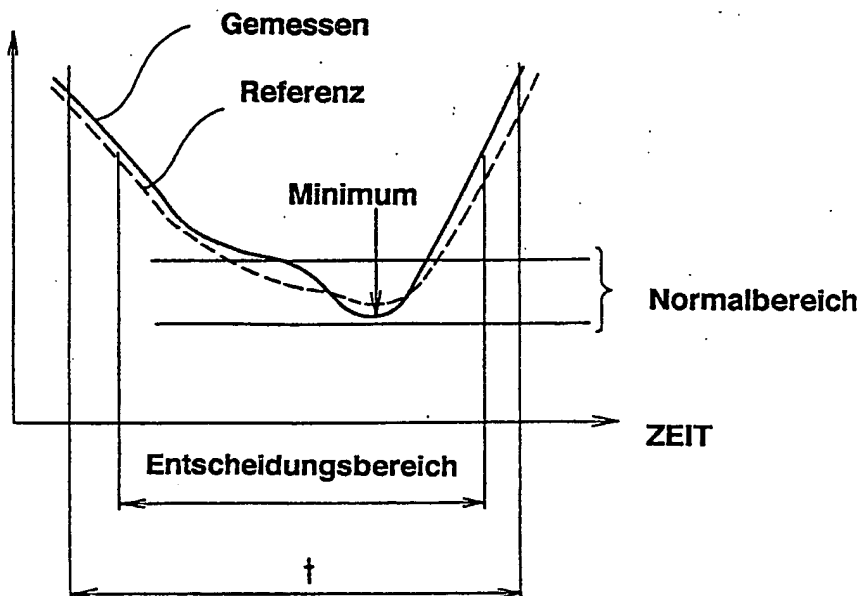 Gemessen
Referenz
Minimum
Normalbereich
ZEIT
Entscheidungsbereich
t